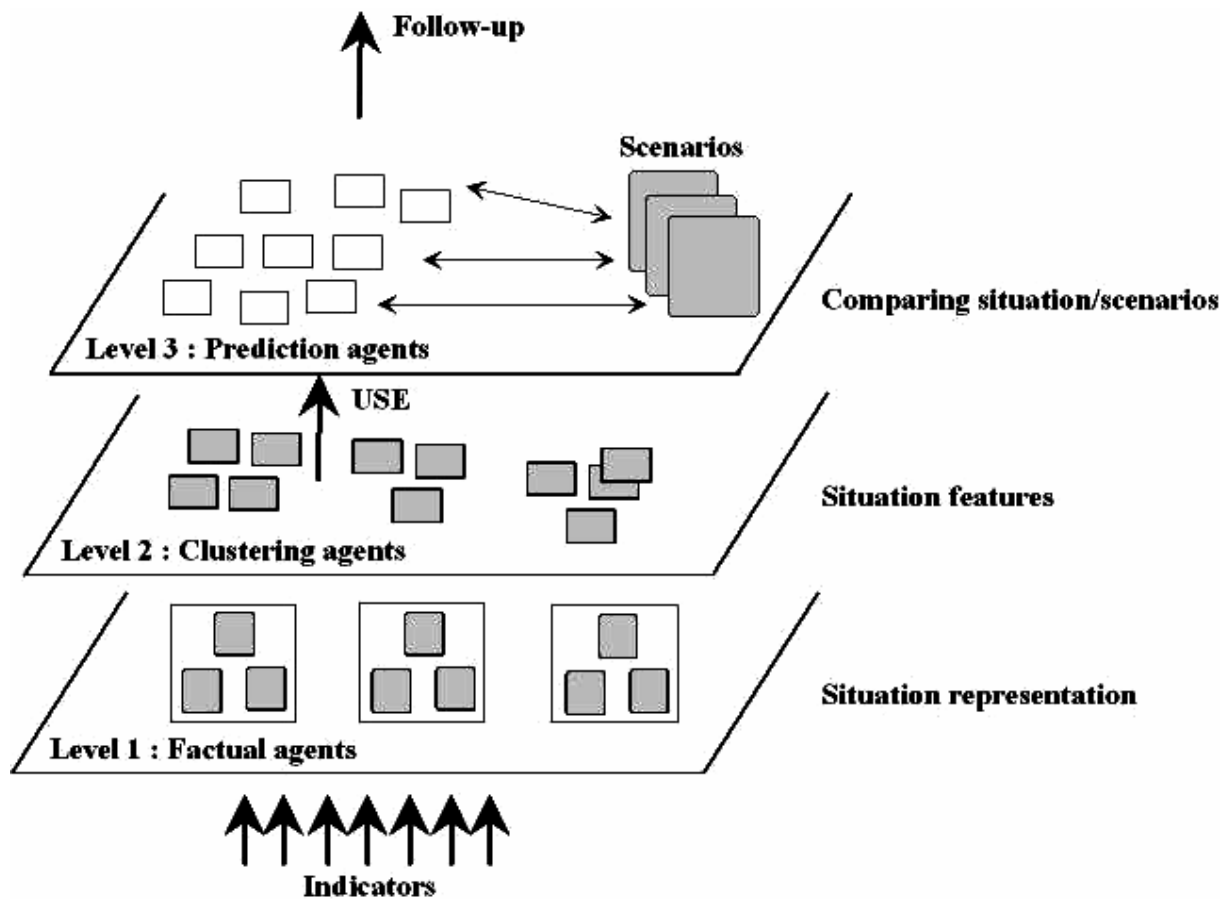 Follow-up
Scenarios
Comparing situation/scenarios
Level 3 : Prediction agents
USE
Situation features
Level 2 : Clustering agents
Situation representation
Level 1 : Factual agents
Indicators